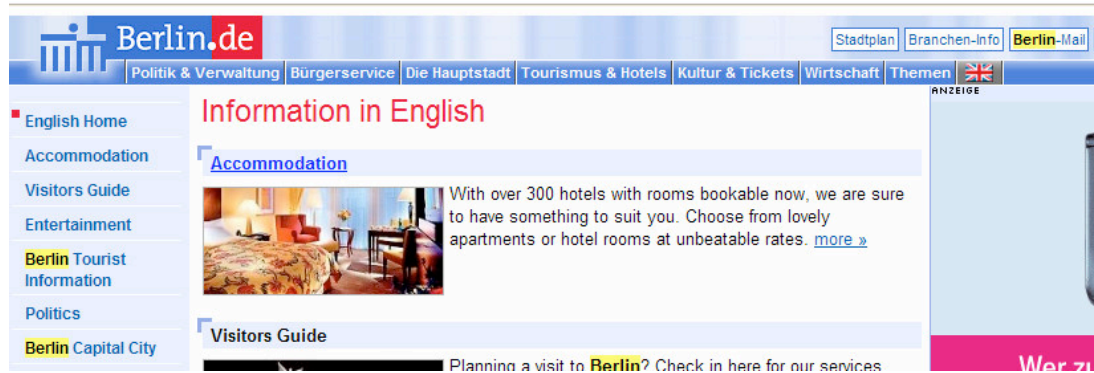 Berlin.de
Stadtplan Branchen-Info Berlin-Mail
Politik & Verwaltung Bürgerservice Die Hauptstadt Tourismus & Hotels Kultur & Tickets Wirtschaft Themen
ANZEIGE
English Home
Accommodation
Visitors Guide
Entertainment
Berlin Tourist
Information
Politics
Berlin Capital City
Information in English
Accommodation
With over 300 hotels with rooms bookable now, we are sure
to have something to suit you. Choose from lovely
apartments or hotel rooms at unbeatable rates. more »
Visitors Guide
Planning a visit to Berlin? Check in here for our services
Wer zu